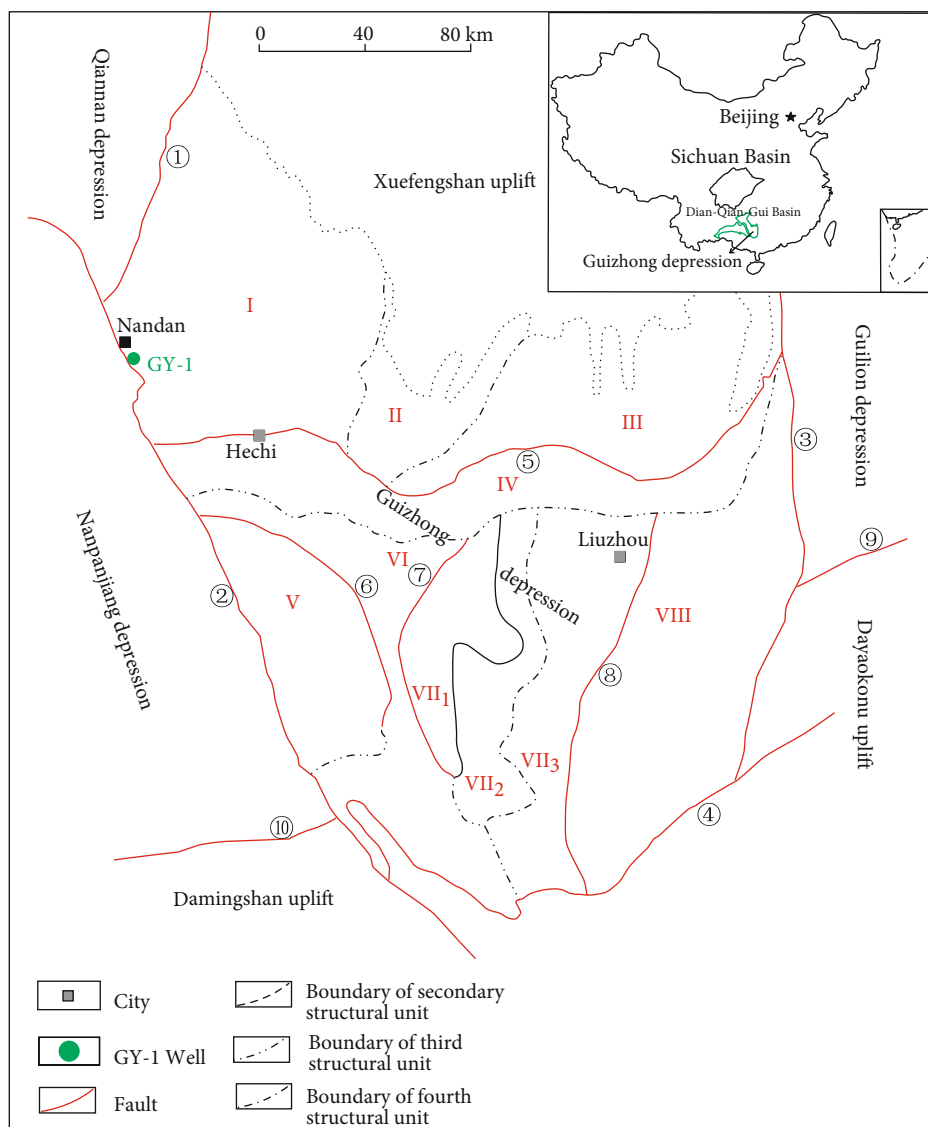 0 40 80 km
Qiannan depression
①
Xuefengshan uplift
Beijing
Sichuan Basin
Dian-Qian-Gui Basin
Guizhong depression
I
Nandan
GY-1
II
III
Guilion depression
③
Hechi
⑤
IV
Guizhong
depression
Nanpanjiang depression
②
V
⑥
VI
⑦
Liuzhou
VIII
⑨
⑧
VII1
VII2
VII3
Dayaokonu uplift
④
⑩
Damingshan uplift
City
GY-1 Well
Fault
Boundary of secondary
structural unit
Boundary of third
structural unit
Boundary of fourth
structural unit